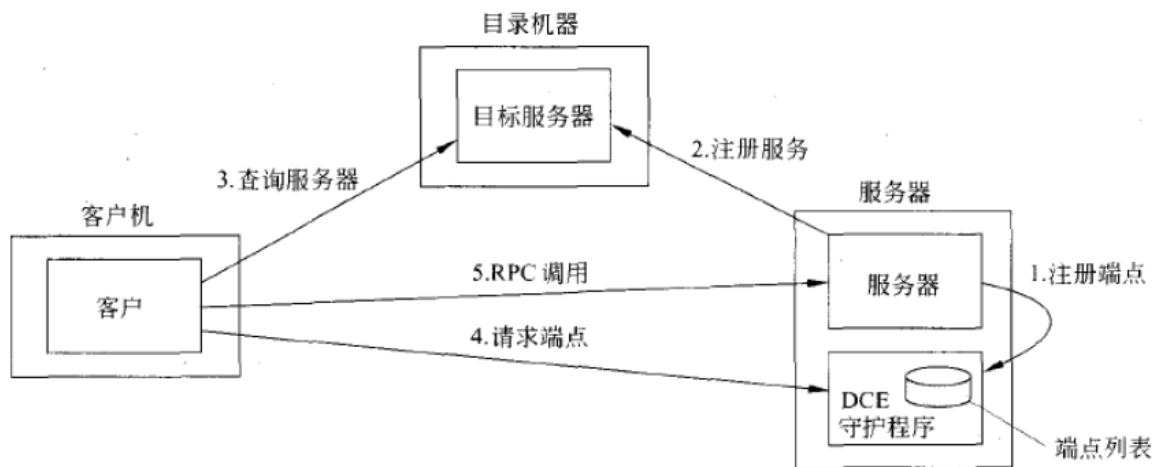 目录机器
目标服务器
2.注册服务
3.查询服务器
服务器
客户机
5.RPC 调用
1.注册端点
服务器
客户
4.请求端点
DCE
守护程序
端点列表